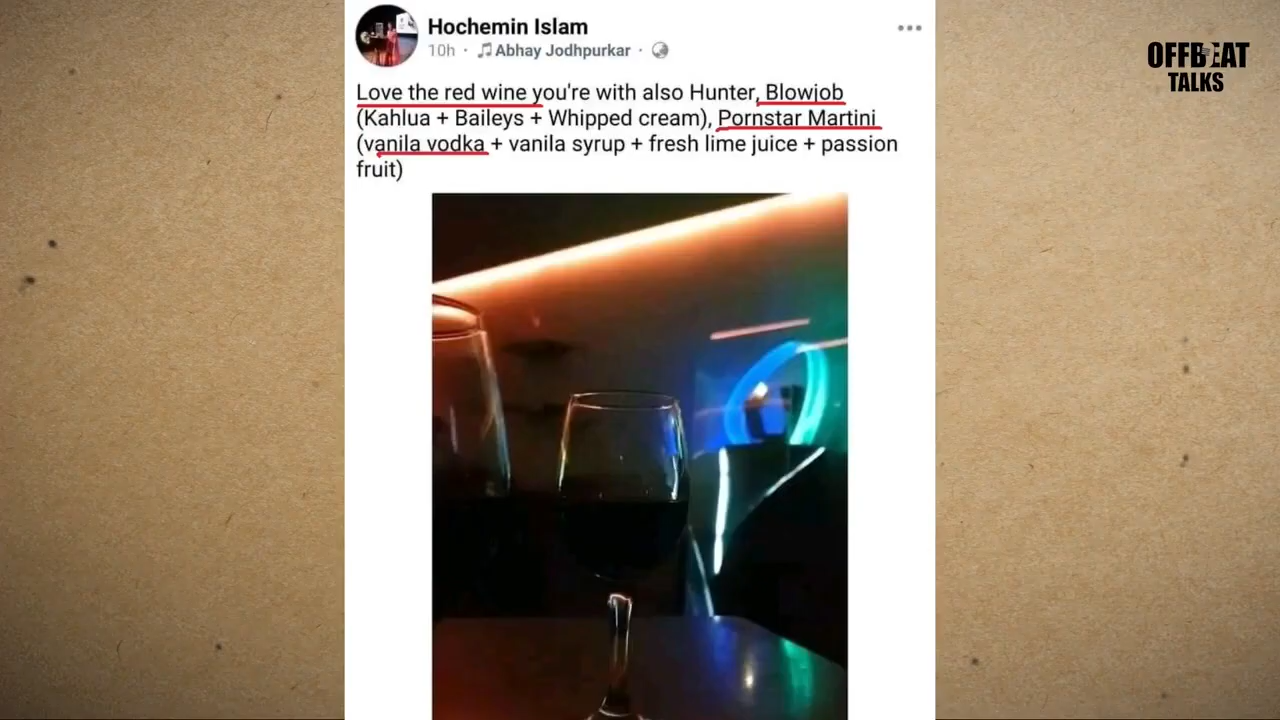 Hochemin Islam
10h · Abhay Jodhpurkar ·
Love the red wine you're with also Hunter, Blowjob
(Kahlua + Baileys + Whipped cream), Pornstar Martini
(vanila vodka + vanila syrup + fresh lime juice + passion
fruit)
OFFBEAT
TALKS